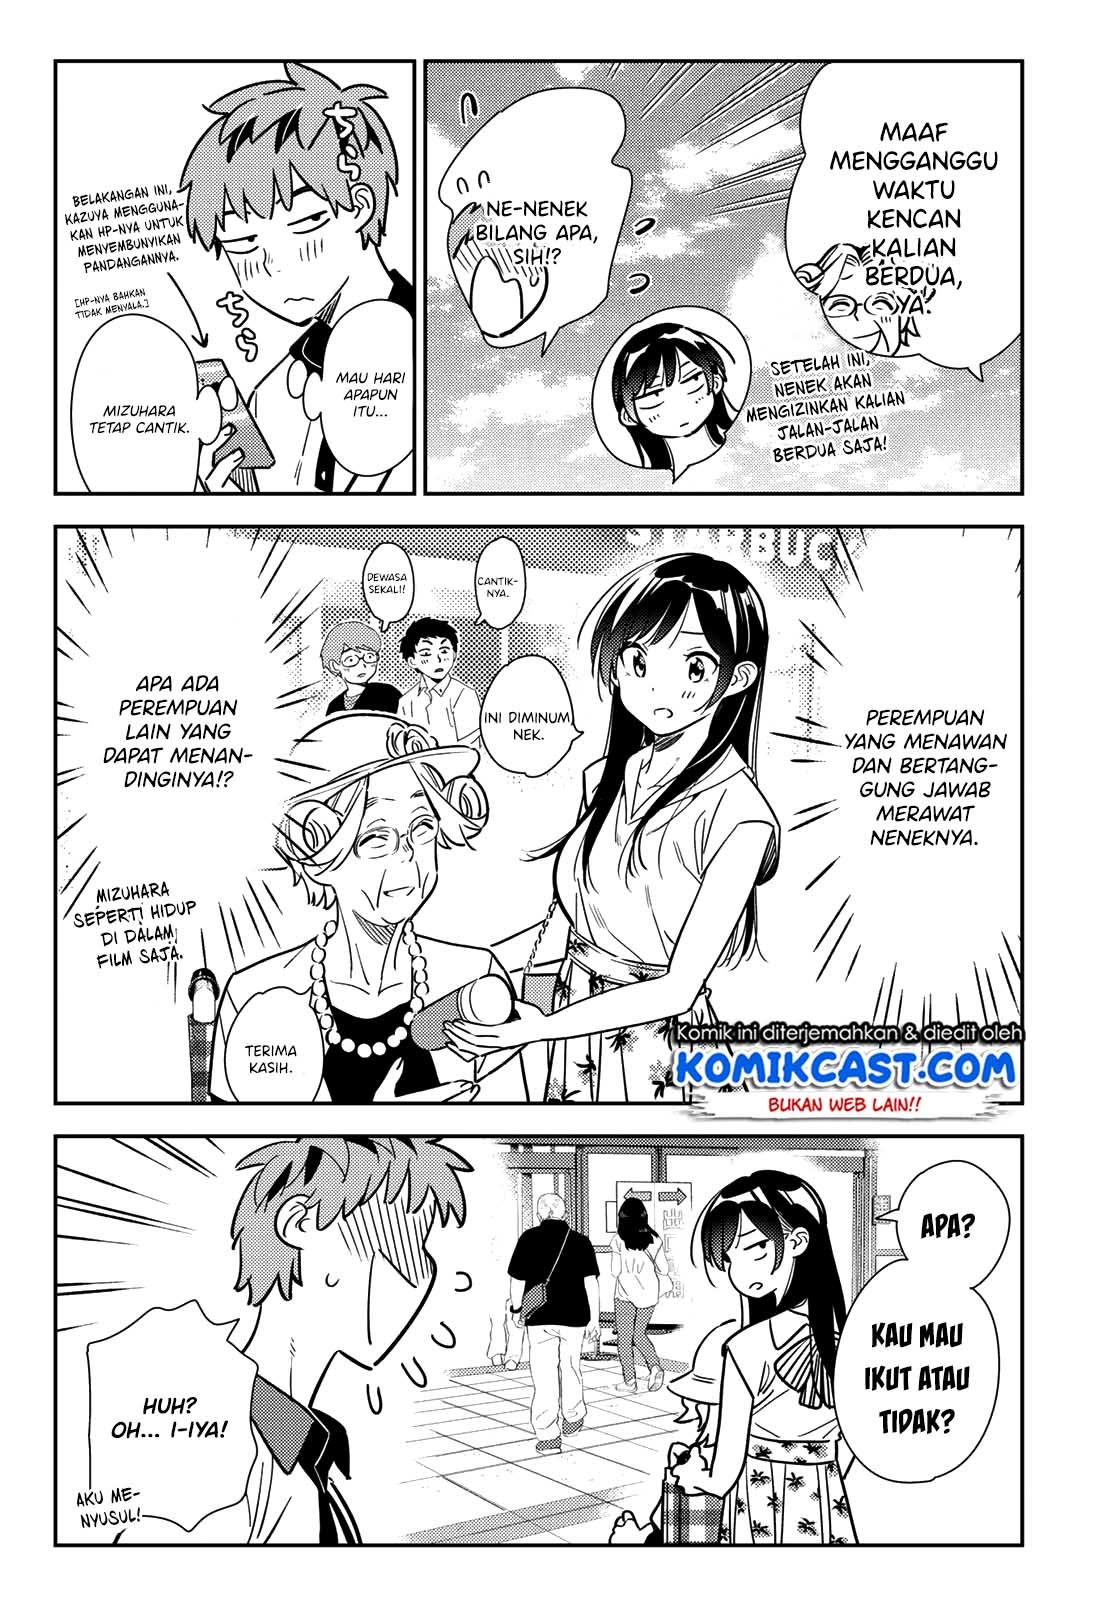 MAAF
MENGGANGGU
WAKTU
KENCAN
KALIAN
BERDUA,
YA.
NE-NENEK
BILANG APA,
SIH!?
SETELAH INI,
NENEK AKAN
MENGIZINKAN KALIAN
JALAN-JALAN
BERDUA SAJA!
ちら
ちら
BELAKANGAN INI,
KAZUYA MENGGUNA-
KAN HP-NYA UNTUK
MENYEMBUNYIKAN
PANDANGANNYA.
[HP-NYA BAHKAN
TIDAK MENYALA.]
MAU HARI
APAPUN
ITU...
MIZUHARA
TETAP CANTIK.
DEWASA
SEKALI!
CANTIK-
NYA.
INI DIMINUM
NEK.
PEREMPUAN
YANG MENAWAN
DAN BERTANG-
GUNG JAWAB
MERAWAT
NENEKNYA.
APA ADA
PEREMPUAN
LAIN YANG
DAPAT MENAN-
DINGINYA!?
MIZUHARA
SEPERTI HIDUP
DI DALAM
FILM SAJA.
TERIMA
KASIH.
Komik ini diterjemahkan & diedit oleh
KOMIKCAST.COM
BUKAN WEB LAIN!!
APA?
KAU MAU
IKUT ATAU
TIDAK?
HUH?
OH... I-IYA!
AKU ME-
NYUSUL!